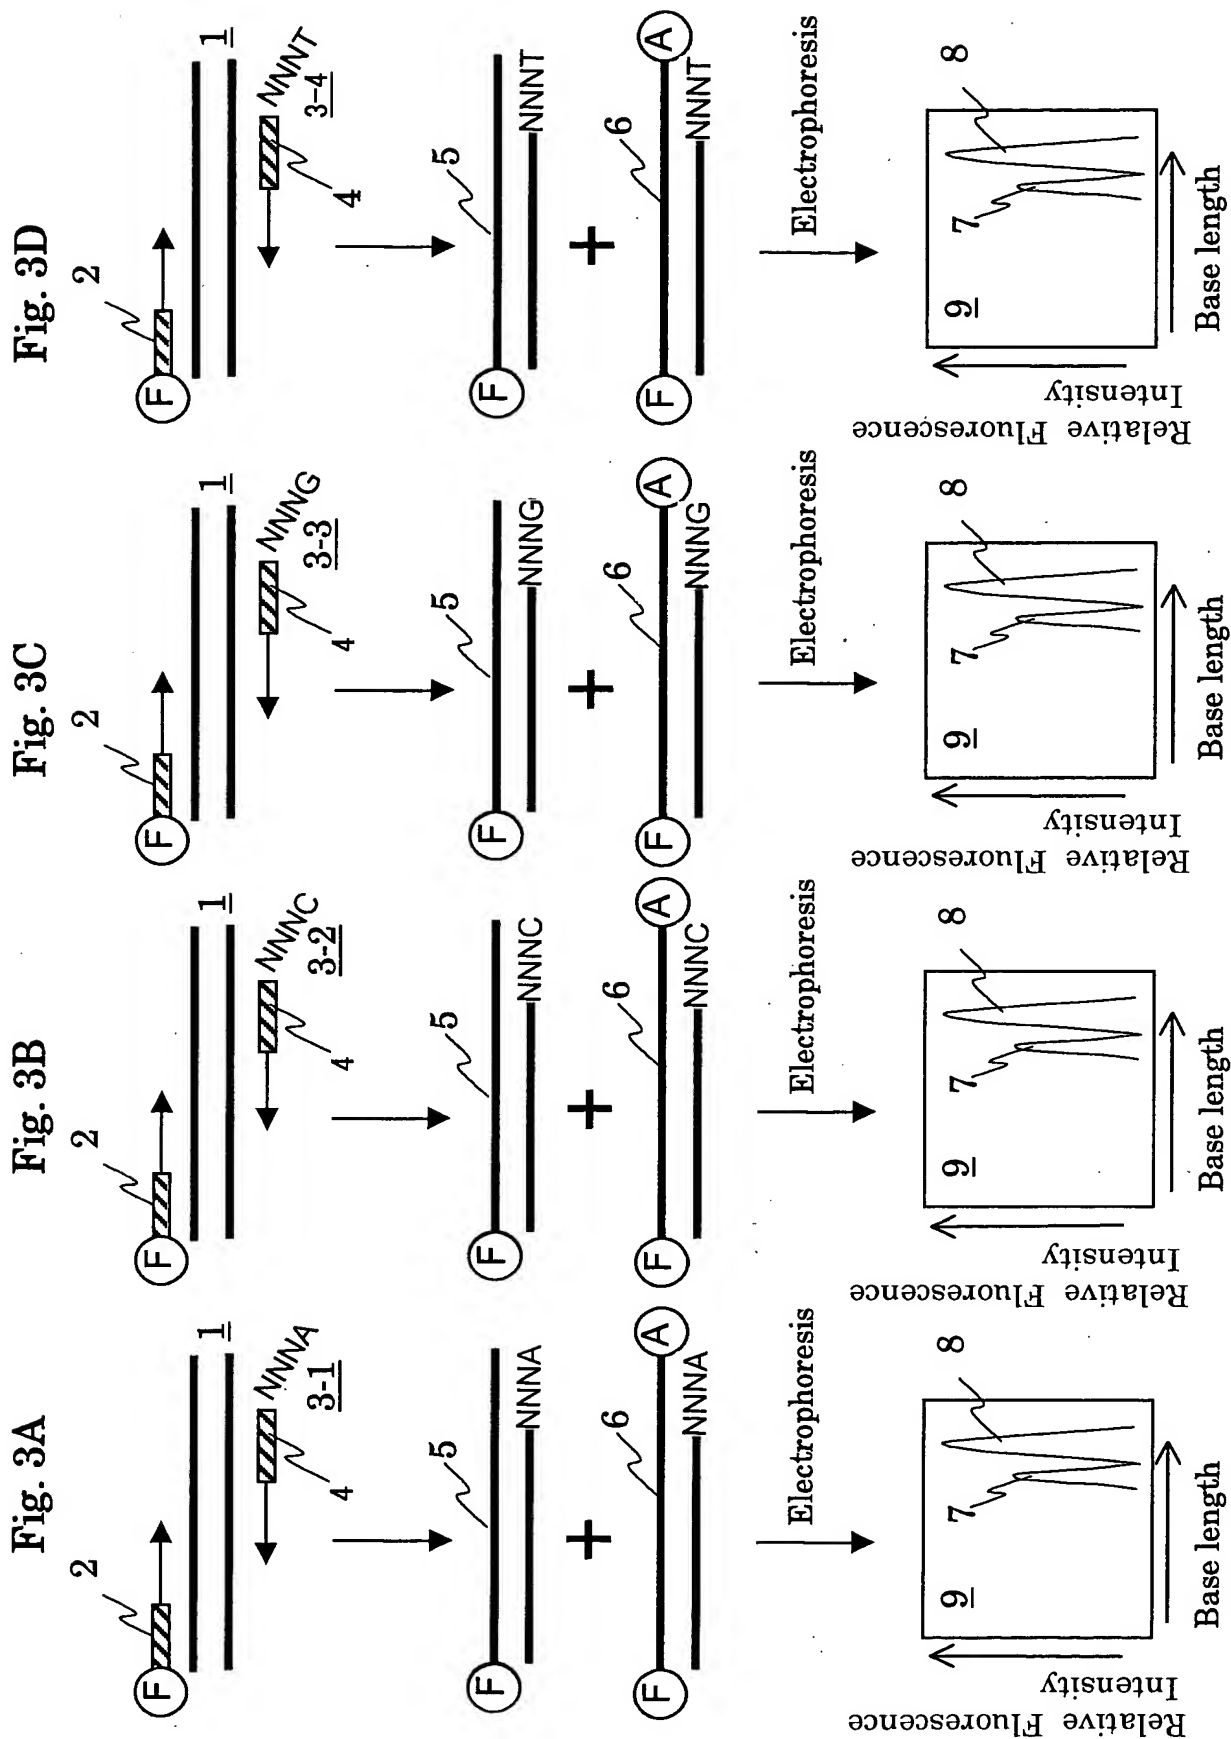 Fig. 3A
2
F
1
NNNA
3-1
4
5
F
NNNA
+
6
F
A
NNNA
Electrophoresis
9
7
8
Relative Fluorescence
Intensity
Base length
Fig. 3B
2
F
1
NNNC
3-2
4
5
F
NNNC
+
6
F
A
NNNC
Electrophoresis
9
7
8
Relative Fluorescence
Intensity
Base length
Fig. 3C
2
F
1
NNNG
3-3
4
5
F
NNNG
+
6
F
A
NNNG
Electrophoresis
9
7
8
Relative Fluorescence
Intensity
Base length
Fig. 3D
2
F
1
NNNT
3-4
4
5
F
NNNT
+
6
F
A
NNNT
Electrophoresis
9
7
8
Relative Fluorescence
Intensity
Base length